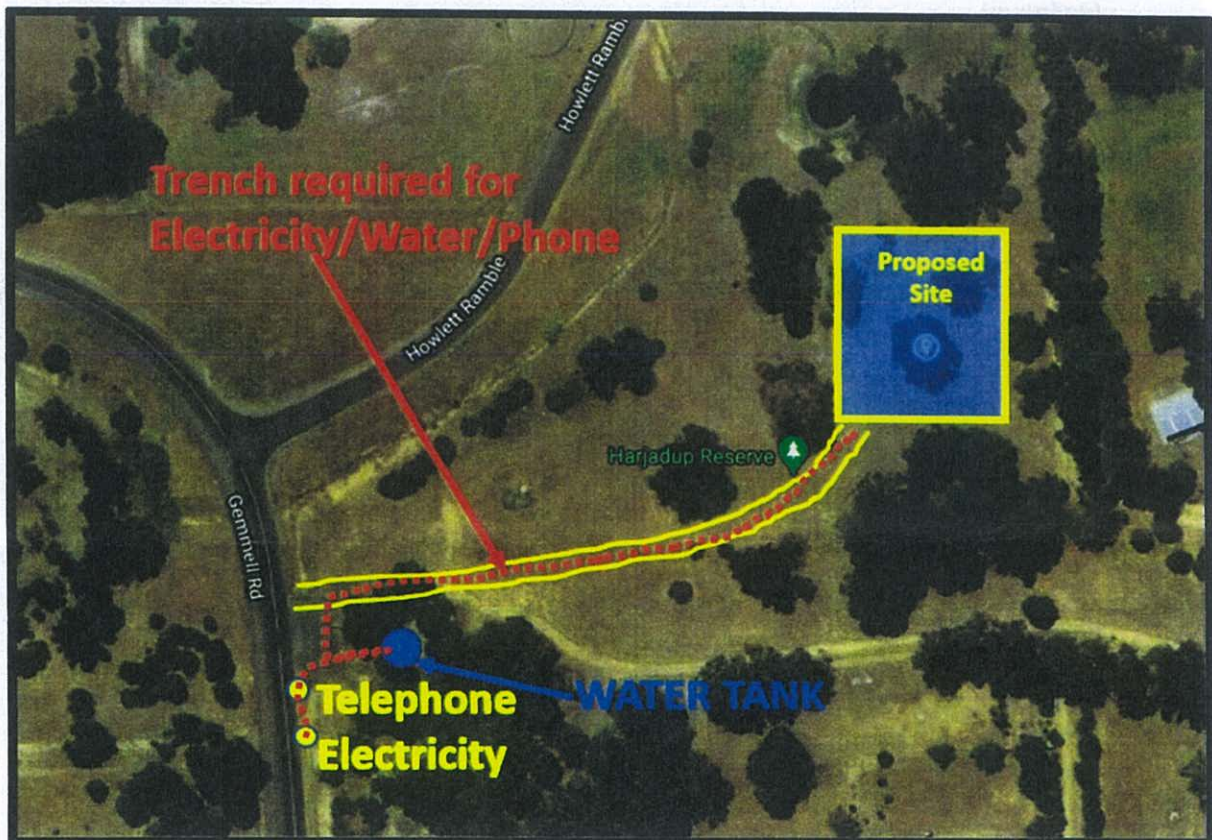 Howlett Ramble
Trench required for
Electricity/Water/Phone
Howlett Ramble
Proposed
Site
Harjadup Reserve
Gemmell Rd
WATER TANK
Telephone
Electricity